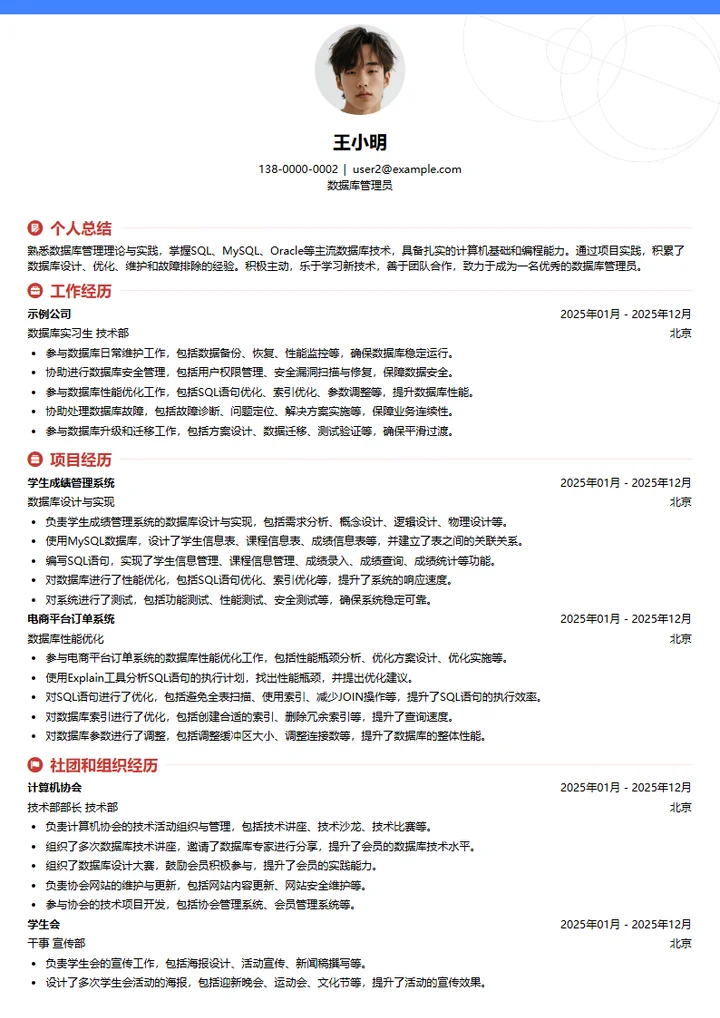 王小明
138-0000-0002 | user2@example.com
数据库管理员
个人总结
熟悉数据库管理理论与实践，掌握SQL、MySQL、Oracle等主流数据库技术，具备扎实的计算机基础和编程能力。通过项目实践，积累了
数据库设计、优化、维护和故障排除的经验。积极主动，乐于学习新技术，善于团队合作，致力于成为一名优秀的数据库管理员。
工作经历
示例公司 2025年01月 - 2025年12月
数据库实习生 技术部 北京
• 参与数据库日常维护工作，包括数据备份、恢复、性能监控等，确保数据库稳定运行。
• 协助进行数据库安全管理，包括用户权限管理、安全漏洞扫描与修复，保障数据安全。
• 参与数据库性能优化工作，包括SQL语句优化、索引优化、参数调整等，提升数据库性能。
• 协助处理数据库故障，包括故障诊断、问题定位、解决方案实施等，保障业务连续性。
• 参与数据库升级和迁移工作，包括方案设计、数据迁移、测试验证等，确保平滑过渡。
项目经历
学生成绩管理系统 2025年01月 - 2025年12月
数据库设计与实现 北京
• 负责学生成绩管理系统的数据库设计与实现，包括需求分析、概念设计、逻辑设计、物理设计等。
• 使用MySQL数据库，设计了学生信息表、课程信息表、成绩信息表等，并建立了表之间的关联关系。
• 编写SQL语句，实现了学生信息管理、课程信息管理、成绩录入、成绩查询、成绩统计等功能。
• 对数据库进行了性能优化，包括SQL语句优化、索引优化等，提升了系统的响应速度。
• 对系统进行了测试，包括功能测试、性能测试、安全测试等，确保系统稳定可靠。
电商平台订单系统 2025年01月 - 2025年12月
数据库性能优化 北京
• 参与电商平台订单系统的数据库性能优化工作，包括性能瓶颈分析、优化方案设计、优化实施等。
• 使用Explain工具分析SQL语句的执行计划，找出性能瓶颈，并提出优化建议。
• 对SQL语句进行了优化，包括避免全表扫描、使用索引、减少JOIN操作等，提升了SQL语句的执行效率。
• 对数据库索引进行了优化，包括创建合适的索引、删除冗余索引等，提升了查询速度。
• 对数据库参数进行了调整，包括调整缓冲区大小、调整连接数等，提升了数据库的整体性能。
社团和组织经历
计算机协会 2025年01月 - 2025年12月
技术部部长 技术部 北京
• 负责计算机协会的技术活动组织与管理，包括技术讲座、技术沙龙、技术比赛等。
• 组织了多次数据库技术讲座，邀请了数据库专家进行分享，提升了会员的数据库技术水平。
• 组织了数据库设计大赛，鼓励会员积极参与，提升了会员的实践能力。
• 负责协会网站的维护与更新，包括网站内容更新、网站安全维护等。
• 参与协会的技术项目开发，包括协会管理系统、会员管理系统等。
学生会 2025年01月 - 2025年12月
干事 宣传部 北京
• 负责学生会的宣传工作，包括海报设计、活动宣传、新闻稿撰写等。
• 设计了多次学生会活动的海报，包括迎新晚会、运动会、文化节等，提升了活动的宣传效果。